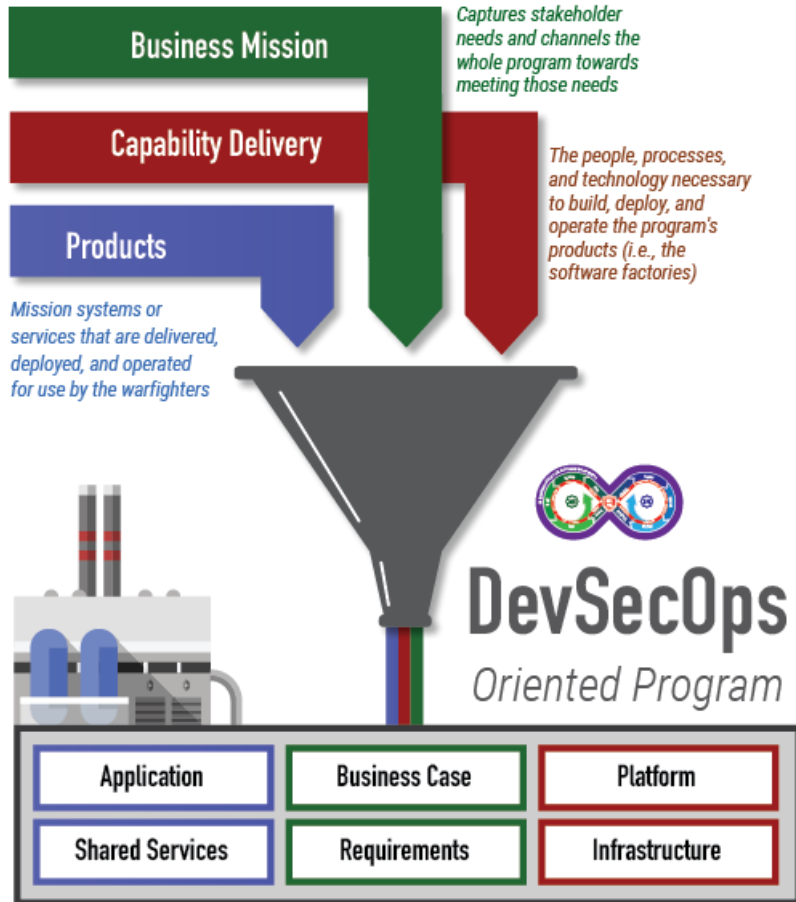 Business Mission
Captures stakeholder
needs and channels the
whole program towards
meeting those needs
Capability Delivery
The people, processes,
and technology necessary
to build, deploy, and
operate the program's
products (i.e., the
software factories)
Products
Mission systems or
services that are delivered,
deployed, and operated
for use by the warfighters
DevSecOps
Oriented Program
Application
Business Case
Platform
Shared Services
Requirements
Infrastructure